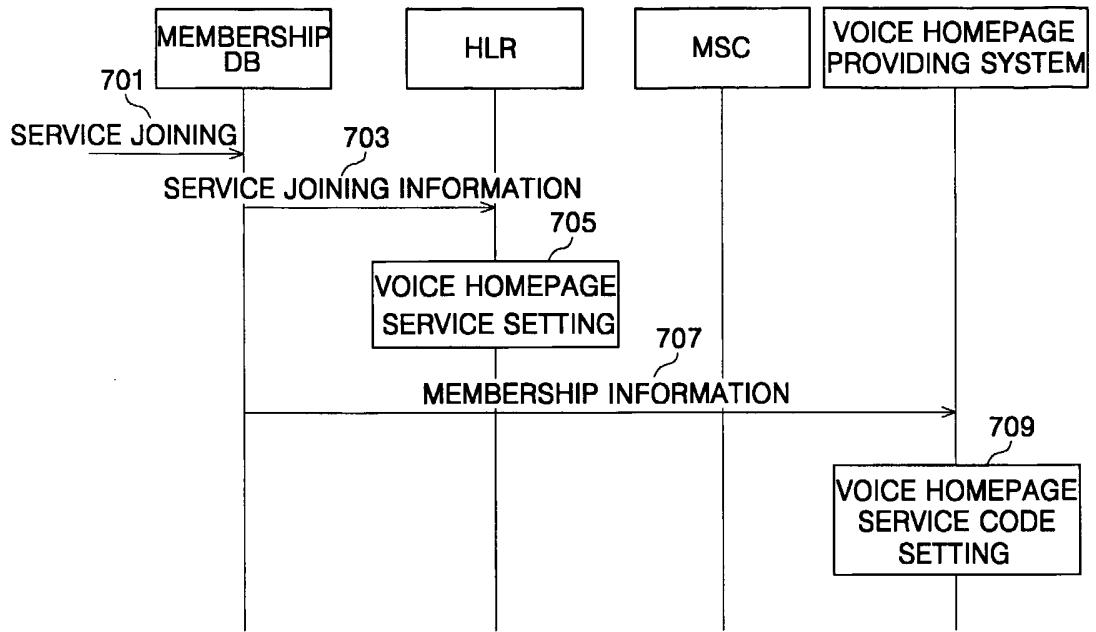 MEMBERSHIP
DB
HLR
MSC
VOICE HOMEPAGE
PROVIDING SYSTEM
701
SERVICE JOINING
703
SERVICE JOINING INFORMATION
705
VOICE HOMEPAGE
SERVICE SETTING
707
MEMBERSHIP INFORMATION
709
VOICE HOMEPAGE
SERVICE CODE
SETTING